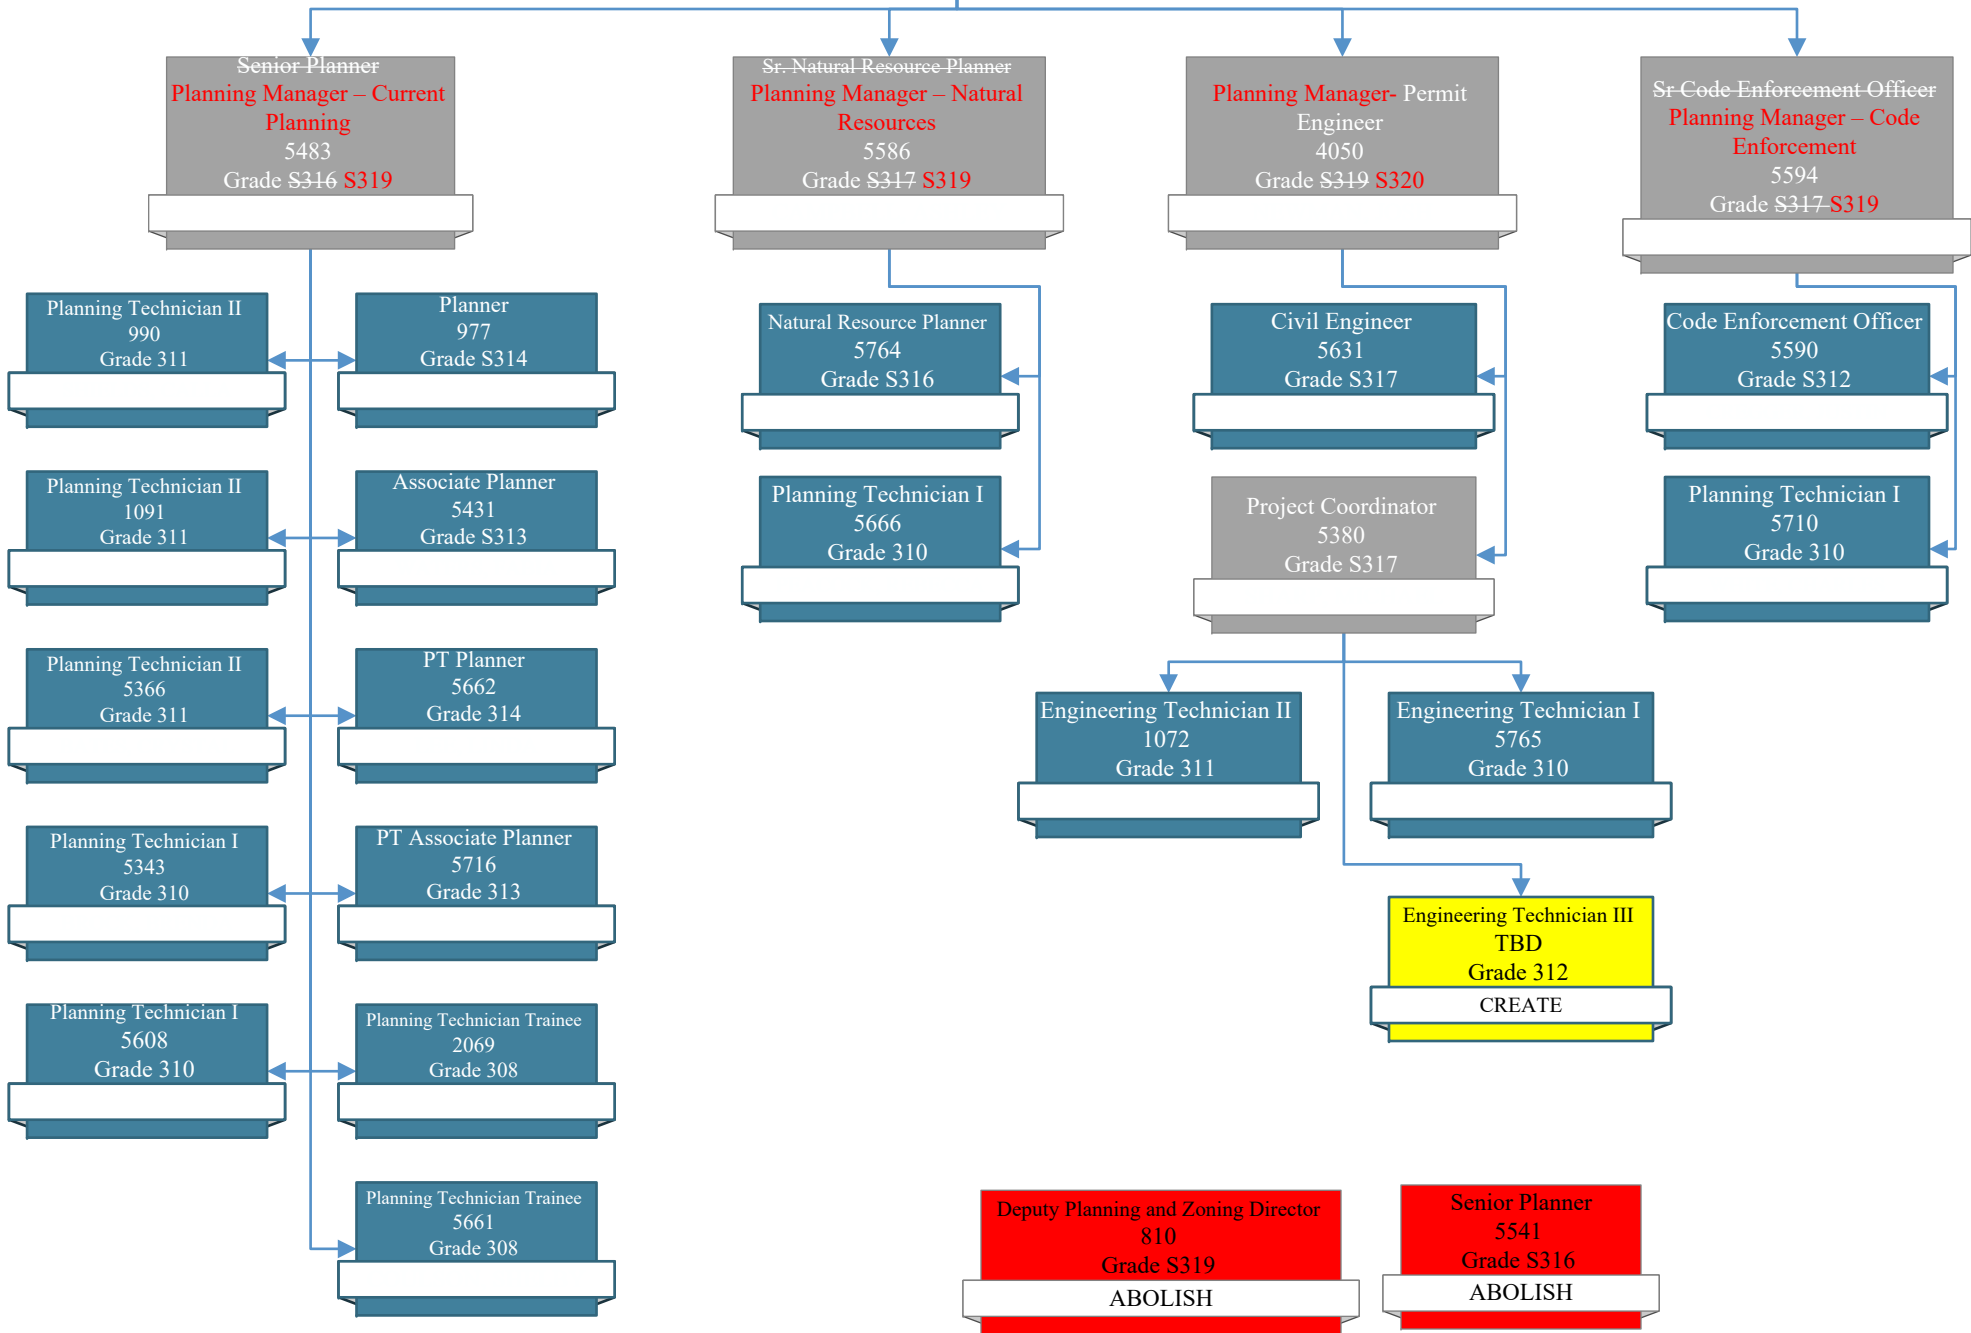 Senior Planner
Planning Manager – Current
Planning
5483
Grade S316 S319
Sr. Natural Resource Planner
Planning Manager – Natural
Resources
5586
Grade S317 S319
Planning Manager- Permit
Engineer
4050
Grade S319 S320
Sr Code Enforcement Officer
Planning Manager – Code
Enforcement
5594
Grade S317 S319
Planning Technician II
990
Grade 311
Planner
977
Grade S314
Natural Resource Planner
5764
Grade S316
Civil Engineer
5631
Grade S317
Code Enforcement Officer
5590
Grade S312
Planning Technician II
1091
Grade 311
Associate Planner
5431
Grade S313
Planning Technician I
5666
Grade 310
Project Coordinator
5380
Grade S317
Planning Technician I
5710
Grade 310
Planning Technician II
5366
Grade 311
PT Planner
5662
Grade 314
Engineering Technician II
1072
Grade 311
Engineering Technician I
5765
Grade 310
Planning Technician I
5343
Grade 310
PT Associate Planner
5716
Grade 313
Engineering Technician III
TBD
Grade 312
CREATE
Planning Technician I
5608
Grade 310
Planning Technician Trainee
2069
Grade 308
Planning Technician Trainee
5661
Grade 308
Deputy Planning and Zoning Director
810
Grade S319
ABOLISH
Senior Planner
5541
Grade S316
ABOLISH